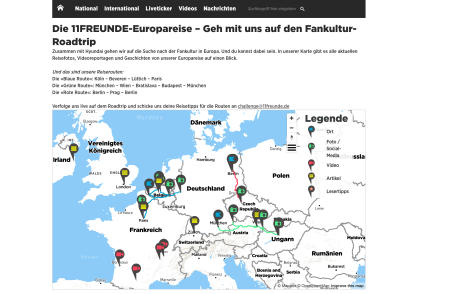 National
International
Liveticker
Videos
Nachrichten
Die 11FREUNDE-Europareise – Geh mit uns auf den Fankultur-
Roadtrip
Zusammen mit Hyundai gehen wir auf die Suche nach der Fankultur in Europa. Und du kannst dabei sein. In unserer Karte gibt es alle aktuellen
Reisefotos, Videoreportagen und Geschichten von unserer Europareise auf einen Blick.
Und das sind unsere Reiserouten:
Die »Blaue Route«: Köln – Beveren – Lüttich – Paris
Die »Grüne Route«: München – Wien – Bratislava – Budapest – München
Die »Rote Route«: Berlin – Prag – Berlin
Verfolge uns live auf dem Roadtrip und schicke uns deine Reisetipps für die Routen an challenge@11freunde.de
Legende
Ort
Foto /
Social-
Media
Video
Artikel
Lesertipps
Dänemark
Vereinigtes
Königreich
Irland
London
Hamburg
Berlin
Polen
Deutschland
Luxembourg
Paris
Czech
Republic
München
Frankreich
Switzerland
Austria
Ungarn
Croatia
Rumänien
Moldova
Bosnia and
Herzegovina
Serbia
Bulgaria
© Mapbox © OpenStreetMap Improve this map